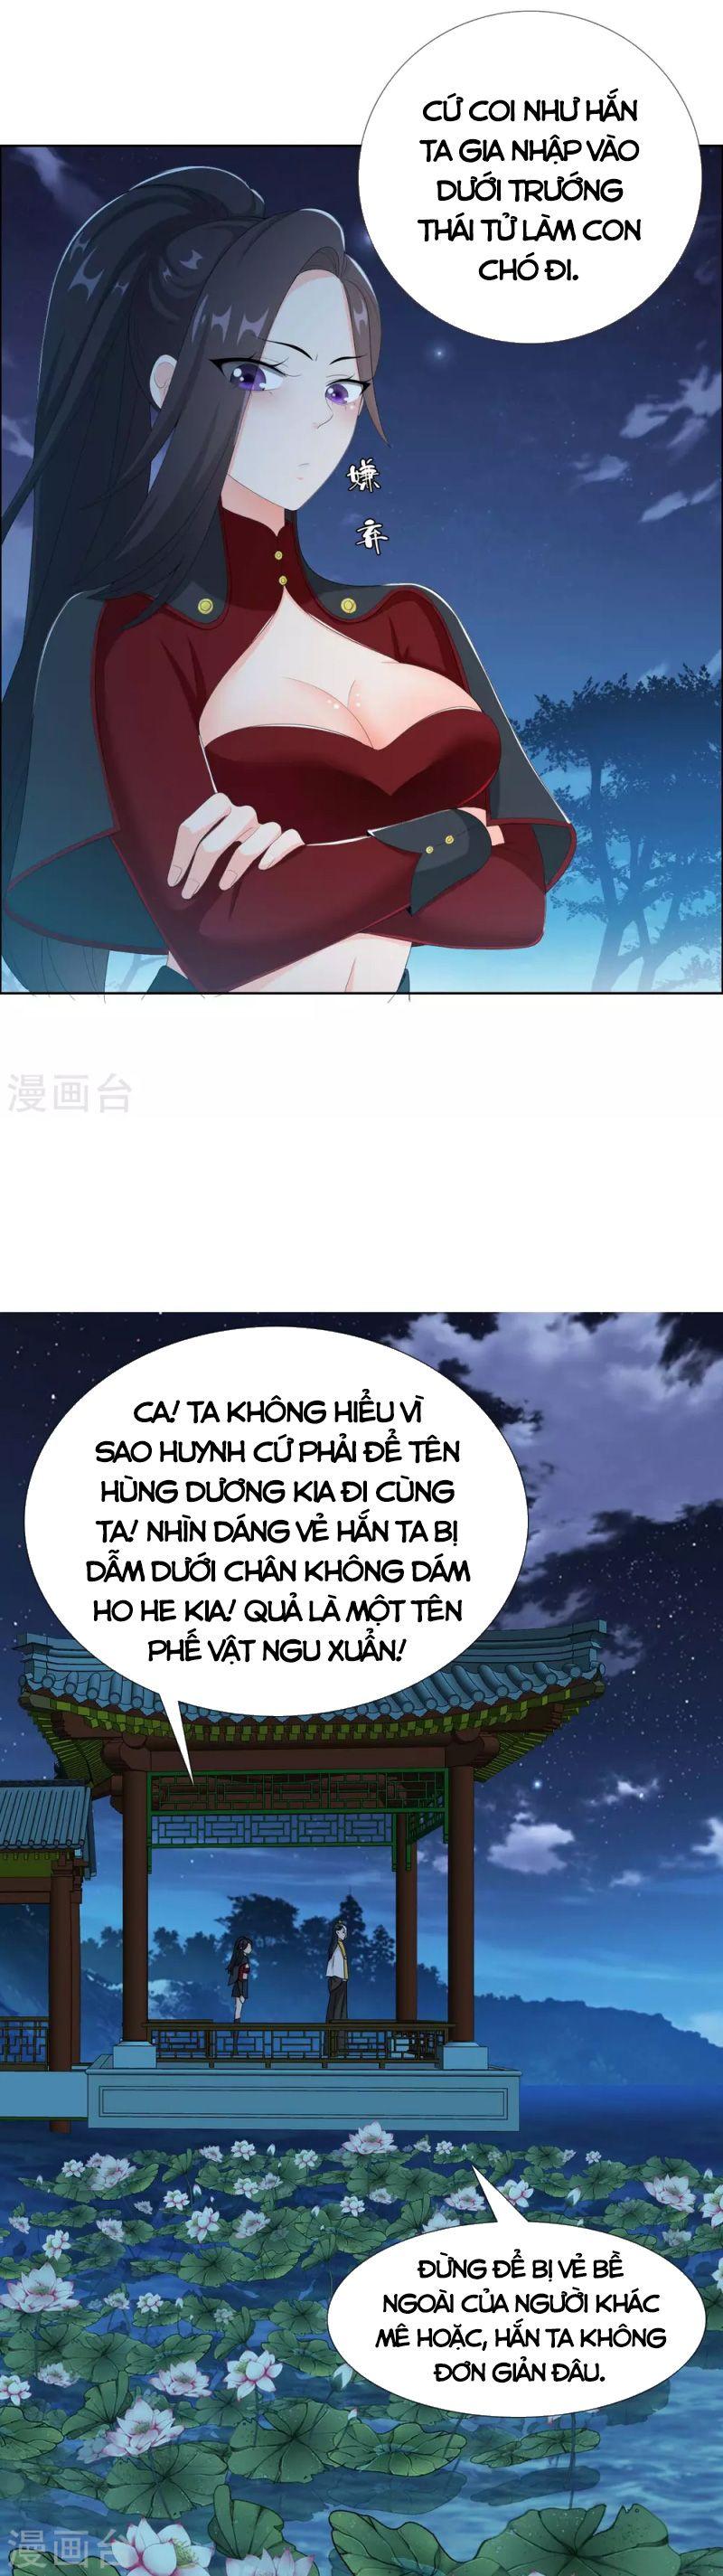 CỨ COI NHƯ HẮN
TA GIA NHẬP VÀO
DƯỚI TRƯỚNG
THÁI TỬ LÀM CON
CHÓ ĐI.
嫌
弃
漫画台
CA! TA KHÔNG HIỂU VÌ
SAO HUYNH CỨ PHẢI ĐỂ TÊN
HÙNG DƯƠNG KIA ĐI CÙNG
TA! NHÌN DÁNG VẺ HẮN TA BỊ
DẪM DƯỚI CHÂN KHÔNG DÁM
HO HE KIA! QUẢ LÀ MỘT TÊN
PHẾ VẬT NGU XUẨN!
ĐỪNG ĐỂ BỊ VẺ BỀ
NGOÀI CỦA NGƯỜI KHÁC
MÊ HOẶC, HẮN TA KHÔNG
ĐƠN GIẢN ĐÂU.
漫画台